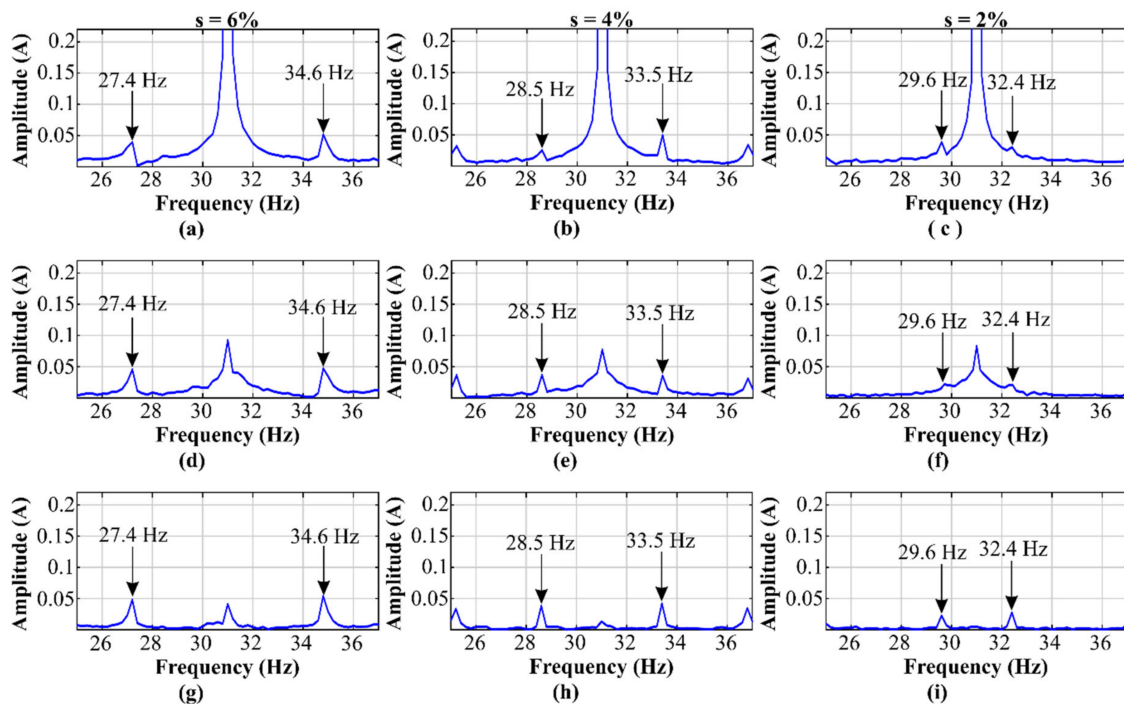 s = 6%
s = 4%
s = 2%
Amplitude (A)
0.2
0.15
0.1
0.05
27.4 Hz
34.6 Hz
26 28 30 32 34 36
Frequency (Hz)
(a)
Amplitude (A)
0.2
0.15
0.1
0.05
28.5 Hz
33.5 Hz
26 28 30 32 34 36
Frequency (Hz)
(b)
Amplitude (A)
0.2
0.15
0.1
0.05
29.6 Hz
32.4 Hz
26 28 30 32 34 36
Frequency (Hz)
( c )
Amplitude (A)
0.2
0.15
0.1
0.05
27.4 Hz
34.6 Hz
26 28 30 32 34 36
Frequency (Hz)
(d)
Amplitude (A)
0.2
0.15
0.1
0.05
28.5 Hz
33.5 Hz
26 28 30 32 34 36
Frequency (Hz)
(e)
Amplitude (A)
0.2
0.15
0.1
0.05
29.6 Hz
32.4 Hz
26 28 30 32 34 36
Frequency (Hz)
(f)
Amplitude (A)
0.2
0.15
0.1
0.05
27.4 Hz
34.6 Hz
26 28 30 32 34 36
Frequency (Hz)
(g)
Amplitude (A)
0.2
0.15
0.1
0.05
28.5 Hz
33.5 Hz
26 28 30 32 34 36
Frequency (Hz)
(h)
Amplitude (A)
0.2
0.15
0.1
0.05
29.6 Hz
32.4 Hz
26 28 30 32 34 36
Frequency (Hz)
(i)